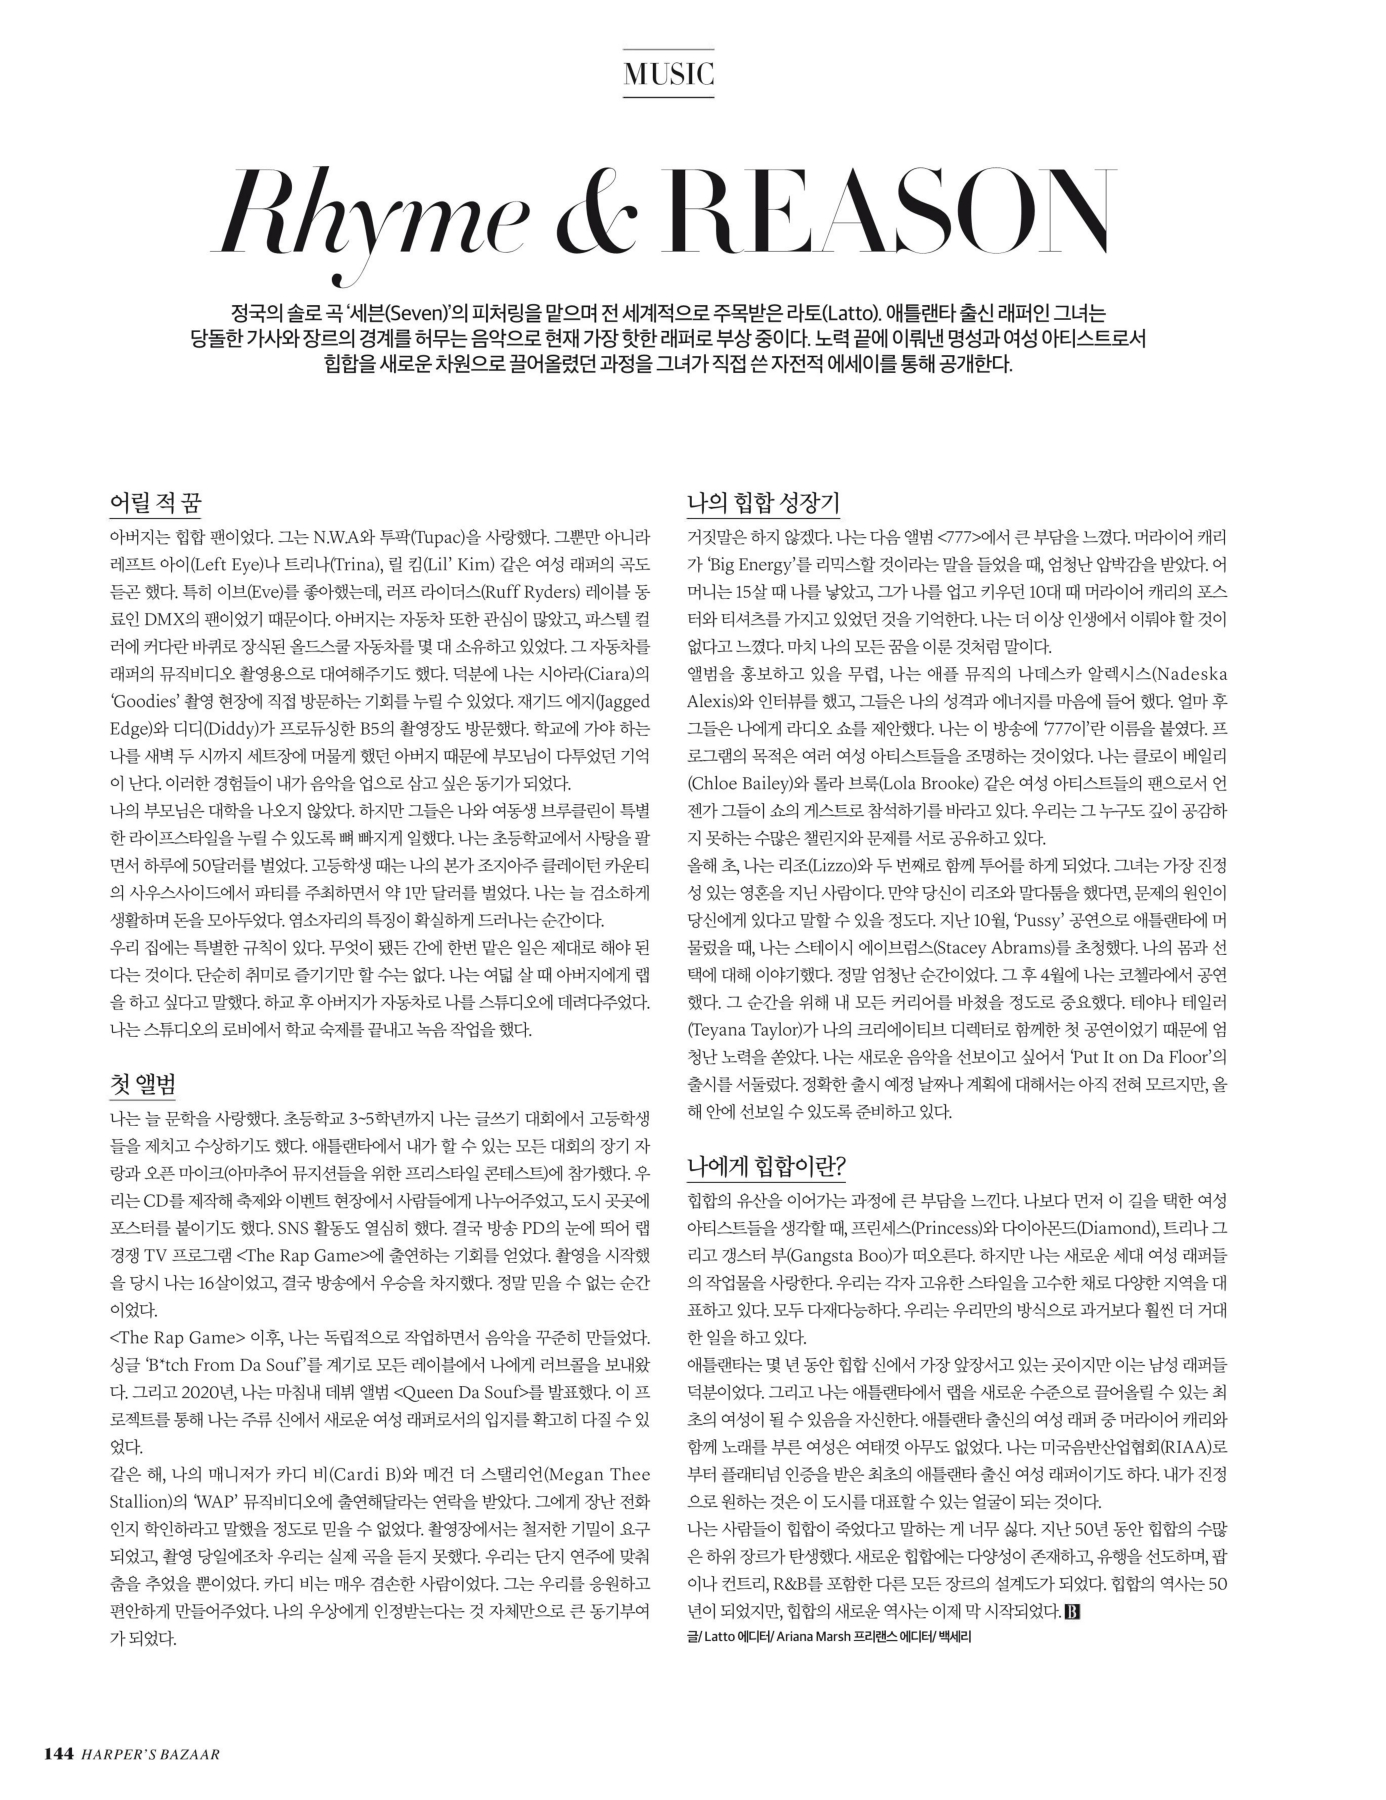 MUSIC
Rhyme & REASON
정국의 솔로 곡 ‘세븐(Seven)’의 피처링을 맡으며 전 세계적으로 주목받은 라토(Latto). 애틀랜타 출신 래퍼인 그녀는
당돌한 가사와 장르의 경계를 허무는 음악으로 현재 가장 핫한 래퍼로 부상 중이다. 노력 끝에 이뤄낸 명성과 여성 아티스트로서
힙합을 새로운 차원으로 끌어올렸던 과정을 그녀가 직접 쓴 자전적 에세이를 통해 공개한다.
어릴 적 꿈
아버지는 힙합 팬이었다. 그는 N.W.A와 투팍(Tupac)을 사랑했다. 그뿐만 아니라
레프트 아이(Left Eye)나 트리나(Trina), 릴 킴(Lil’ Kim) 같은 여성 래퍼의 곡도
듣곤 했다. 특히 이브(Eve)를 좋아했는데, 러프 라이더스(Ruff Ryders) 레이블 동
료인 DMX의 팬이었기 때문이다. 아버지는 자동차 또한 관심이 많았고, 파스텔 컬
러에 커다란 바퀴로 장식된 올드스쿨 자동차를 몇 대 소유하고 있었다. 그 자동차를
래퍼의 뮤직비디오 촬영용으로 대여해주기도 했다. 덕분에 나는 시아라(Ciara)의
‘Goodies’ 촬영 현장에 직접 방문하는 기회를 누릴 수 있었다. 재기드 에지(Jagged
Edge)와 디디(Diddy)가 프로듀싱한 B5의 촬영장도 방문했다. 학교에 가야 하는
나를 새벽 두 시까지 세트장에 머물게 했던 아버지 때문에 부모님이 다투었던 기억
이 난다. 이러한 경험들이 내가 음악을 업으로 삼고 싶은 동기가 되었다.
나의 부모님은 대학을 나오지 않았다. 하지만 그들은 나와 여동생 브루클린이 특별
한 라이프스타일을 누릴 수 있도록 뼈 빠지게 일했다. 나는 초등학교에서 사탕을 팔
면서 하루에 50달러를 벌었다. 고등학생 때는 나의 본가 조지아주 클레이턴 카운티
의 사우스사이드에서 파티를 주최하면서 약 1만 달러를 벌었다. 나는 늘 검소하게
생활하며 돈을 모아두었다. 염소자리의 특징이 확실하게 드러나는 순간이다.
우리 집에는 특별한 규칙이 있다. 무엇이 됐든 간에 한번 맡은 일은 제대로 해야 된
다는 것이다. 단순히 취미로 즐기기만 할 수는 없다. 나는 여덟 살 때 아버지에게 랩
을 하고 싶다고 말했다. 하교 후 아버지가 자동차로 나를 스튜디오에 데려다주었다.
나는 스튜디오의 로비에서 학교 숙제를 끝내고 녹음 작업을 했다.
첫 앨범
나는 늘 문학을 사랑했다. 초등학교 3~5학년까지 나는 글쓰기 대회에서 고등학생
들을 제치고 수상하기도 했다. 애틀랜타에서 내가 할 수 있는 모든 대회의 장기 자
랑과 오픈 마이크(아마추어 뮤지션들을 위한 프리스타일 콘테스트)에 참가했다. 우
리는 CD를 제작해 축제와 이벤트 현장에서 사람들에게 나누어주었고, 도시 곳곳에
포스터를 붙이기도 했다. SNS 활동도 열심히 했다. 결국 방송 PD의 눈에 띄어 랩
경쟁 TV 프로그램 <The Rap Game>에 출연하는 기회를 얻었다. 촬영을 시작했
을 당시 나는 16살이었고, 결국 방송에서 우승을 차지했다. 정말 믿을 수 없는 순간
이었다.
<The Rap Game> 이후, 나는 독립적으로 작업하면서 음악을 꾸준히 만들었다.
싱글 ‘B*tch From Da Souf’를 계기로 모든 레이블에서 나에게 러브콜을 보내왔
다. 그리고 2020년, 나는 마침내 데뷔 앨범 <Queen Da Souf>를 발표했다. 이 프
로젝트를 통해 나는 주류 신에서 새로운 여성 래퍼로서의 입지를 확고히 다질 수 있
었다.
같은 해, 나의 매니저가 카디 비(Cardi B)와 메건 더 스탤리언(Megan Thee
Stallion)의 ‘WAP’ 뮤직비디오에 출연해달라는 연락을 받았다. 그에게 장난 전화
인지 학인하라고 말했을 정도로 믿을 수 없었다. 촬영장에서는 철저한 기밀이 요구
되었고, 촬영 당일에조차 우리는 실제 곡을 듣지 못했다. 우리는 단지 연주에 맞춰
춤을 추었을 뿐이었다. 카디 비는 매우 겸손한 사람이었다. 그는 우리를 응원하고
편안하게 만들어주었다. 나의 우상에게 인정받는다는 것 자체만으로 큰 동기부여
가 되었다.
나의 힙합 성장기
거짓말은 하지 않겠다. 나는 다음 앨범 <777>에서 큰 부담을 느꼈다. 머라이어 캐리
가 ‘Big Energy’를 리믹스할 것이라는 말을 들었을 때, 엄청난 압박감을 받았다. 어
머니는 15살 때 나를 낳았고, 그가 나를 업고 키우던 10대 때 머라이어 캐리의 포스
터와 티셔츠를 가지고 있었던 것을 기억한다. 나는 더 이상 인생에서 이뤄야 할 것이
없다고 느꼈다. 마치 나의 모든 꿈을 이룬 것처럼 말이다.
앨범을 홍보하고 있을 무렵, 나는 애플 뮤직의 나데스카 알렉시스(Nadeska
Alexis)와 인터뷰를 했고, 그들은 나의 성격과 에너지를 마음에 들어 했다. 얼마 후
그들은 나에게 라디오 쇼를 제안했다. 나는 이 방송에 ‘777이’란 이름을 붙였다. 프
로그램의 목적은 여러 여성 아티스트들을 조명하는 것이었다. 나는 클로이 베일리
(Chloe Bailey)와 롤라 브룩(Lola Brooke) 같은 여성 아티스트들의 팬으로서 언
젠가 그들이 쇼의 게스트로 참석하기를 바라고 있다. 우리는 그 누구도 깊이 공감하
지 못하는 수많은 챌린지와 문제를 서로 공유하고 있다.
올해 초, 나는 리조(Lizzo)와 두 번째로 함께 투어를 하게 되었다. 그녀는 가장 진정
성 있는 영혼을 지닌 사람이다. 만약 당신이 리조와 말다툼을 했다면, 문제의 원인이
당신에게 있다고 말할 수 있을 정도다. 지난 10월, ‘Pussy’ 공연으로 애틀랜타에 머
물렀을 때, 나는 스테이시 에이브럼스(Stacey Abrams)를 초청했다. 나의 몸과 선
택에 대해 이야기했다. 정말 엄청난 순간이었다. 그 후 4월에 나는 코첼라에서 공연
했다. 그 순간을 위해 내 모든 커리어를 바쳤을 정도로 중요했다. 테야나 테일러
(Teyana Taylor)가 나의 크리에이티브 디렉터로 함께한 첫 공연이었기 때문에 엄
청난 노력을 쏟았다. 나는 새로운 음악을 선보이고 싶어서 ‘Put It on Da Floor’의
출시를 서둘렀다. 정확한 출시 예정 날짜나 계획에 대해서는 아직 전혀 모르지만, 올
해 안에 선보일 수 있도록 준비하고 있다.
나에게 힙합이란?
힙합의 유산을 이어가는 과정에 큰 부담을 느낀다. 나보다 먼저 이 길을 택한 여성
아티스트들을 생각할 때, 프린세스(Princess)와 다이아몬드(Diamond), 트리나 그
리고 갱스터 부(Gangsta Boo)가 떠오른다. 하지만 나는 새로운 세대 여성 래퍼들
의 작업물을 사랑한다. 우리는 각자 고유한 스타일을 고수한 채로 다양한 지역을 대
표하고 있다. 모두 다재다능하다. 우리는 우리만의 방식으로 과거보다 훨씬 더 거대
한 일을 하고 있다.
애틀랜타는 몇 년 동안 힙합 신에서 가장 앞장서고 있는 곳이지만 이는 남성 래퍼들
덕분이었다. 그리고 나는 애틀랜타에서 랩을 새로운 수준으로 끌어올릴 수 있는 최
초의 여성이 될 수 있음을 자신한다. 애틀랜타 출신의 여성 래퍼 중 머라이어 캐리와
함께 노래를 부른 여성은 여태껏 아무도 없었다. 나는 미국음반산업협회(RIAA)로
부터 플래티넘 인증을 받은 최초의 애틀랜타 출신 여성 래퍼이기도 하다. 내가 진정
으로 원하는 것은 이 도시를 대표할 수 있는 얼굴이 되는 것이다.
나는 사람들이 힙합이 죽었다고 말하는 게 너무 싫다. 지난 50년 동안 힙합의 수많
은 하위 장르가 탄생했다. 새로운 힙합에는 다양성이 존재하고, 유행을 선도하며, 팝
이나 컨트리, R&B를 포함한 다른 모든 장르의 설계도가 되었다. 힙합의 역사는 50
년이 되었지만, 힙합의 새로운 역사는 이제 막 시작되었다. B
글/ Latto 에디터/ Ariana Marsh 프리랜스 에디터/ 백세리
144 HARPER’S BAZAAR